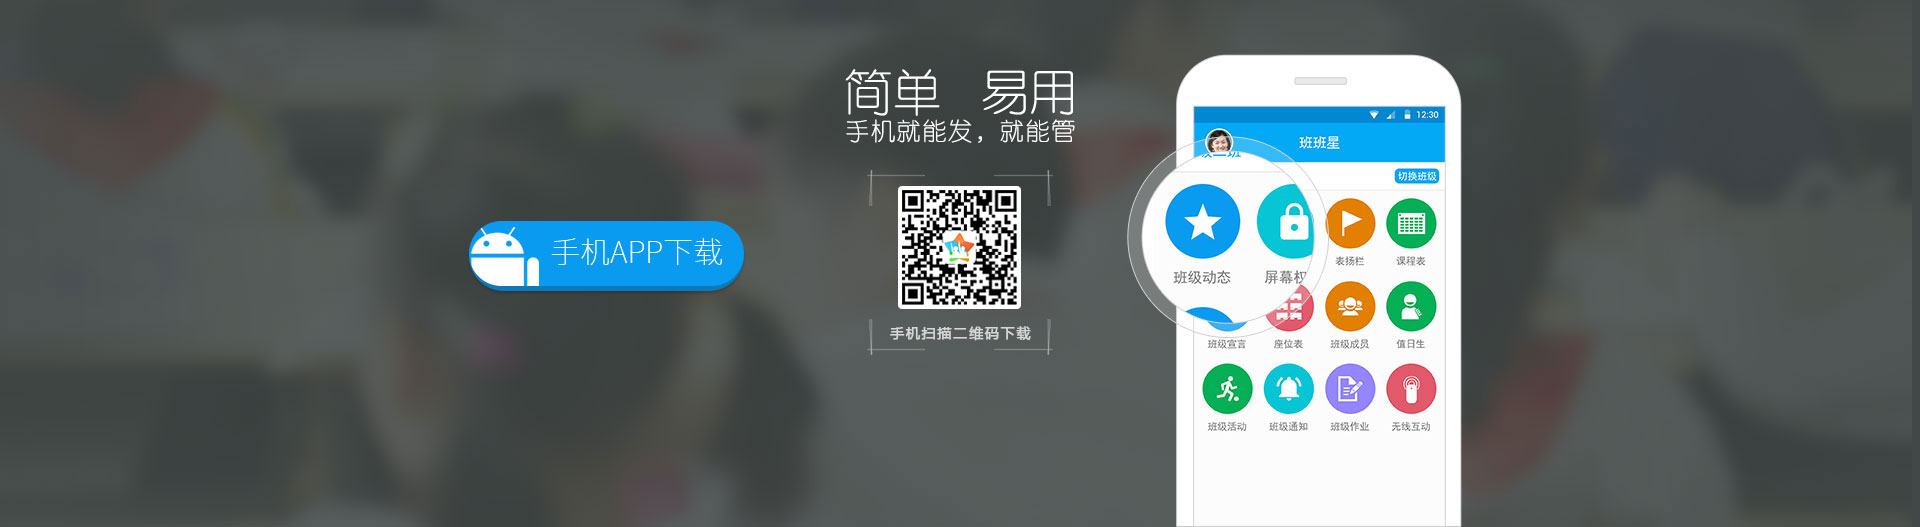 简单 易用
手机就能发，就能管
手机APP下载
手机扫描二维码下载
12:30
班班星
切换班级
班级动态
屏幕权
表扬栏
课程表
班级宣言
座位表
班级成员
值日生
班级活动
班级通知
班级作业
无线互动